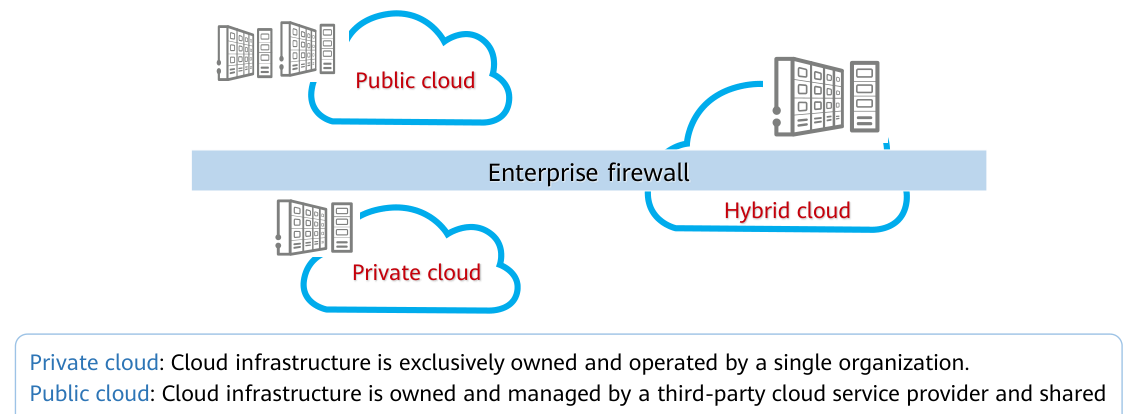 Public cloud
Enterprise firewall
Hybrid cloud
Private cloud
Private cloud: Cloud infrastructure is exclusively owned and operated by a single organization.
Public cloud: Cloud infrastructure is owned and managed by a third-party cloud service provider and shared